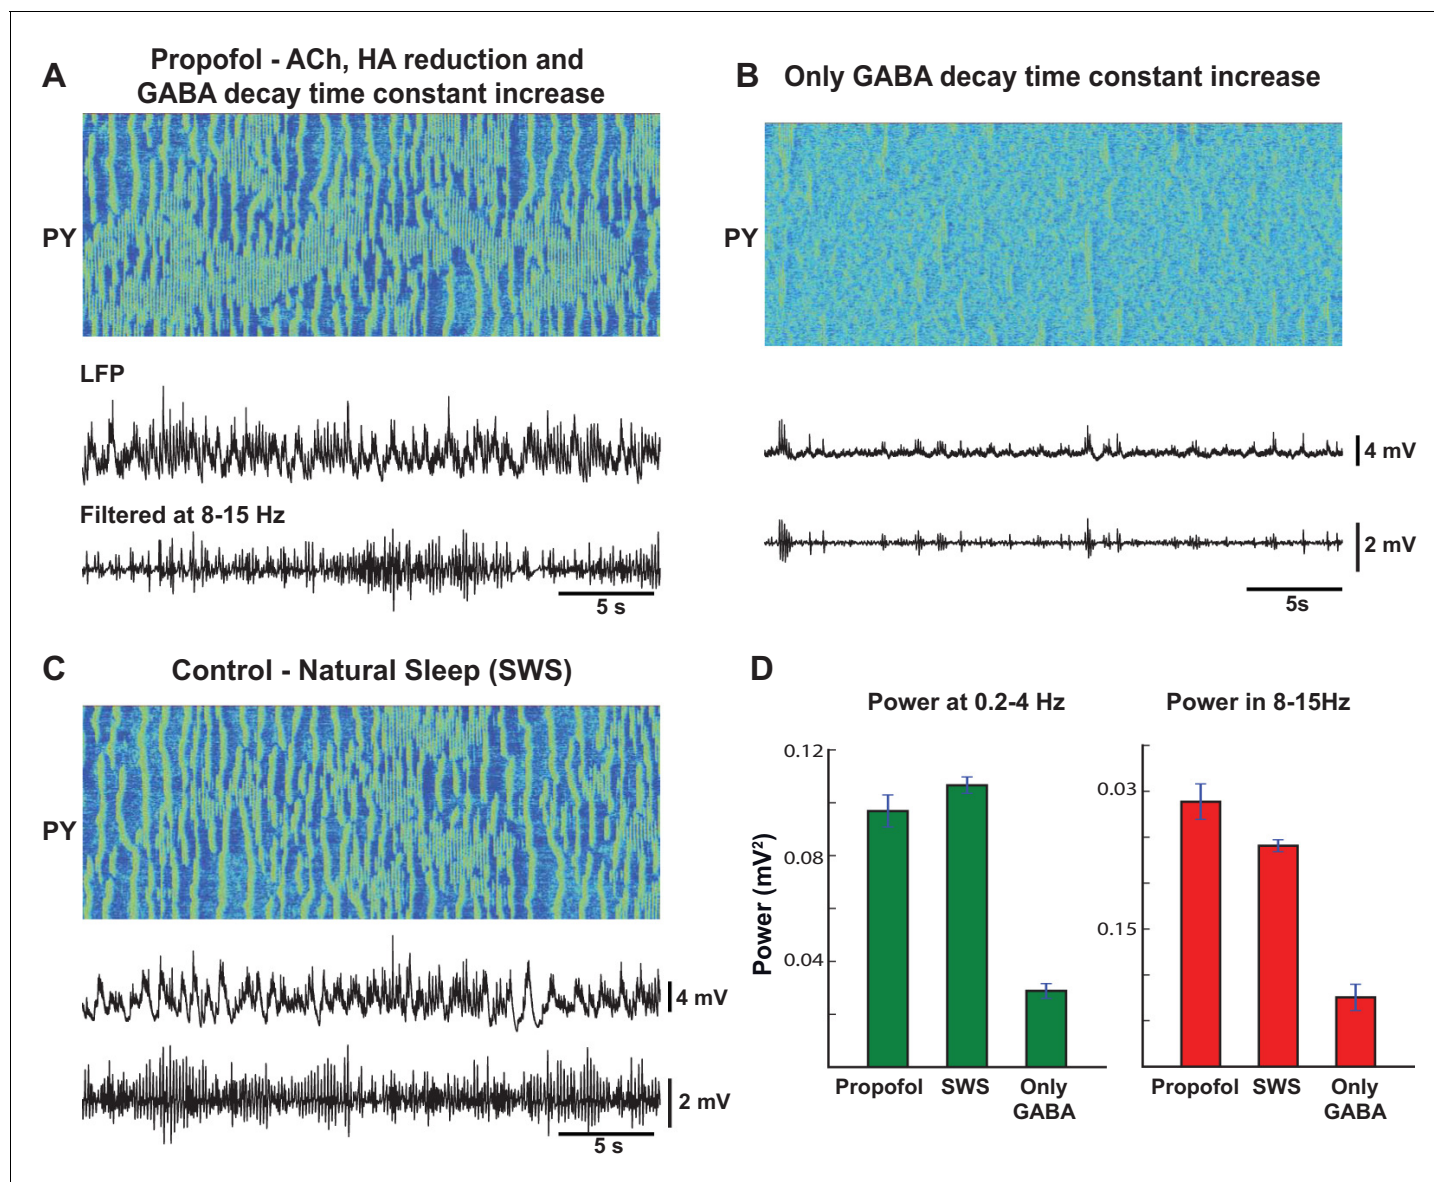 A
Propofol - ACh, HA reduction and
GABA decay time constant increase
PY
LFP
Filtered at 8-15 Hz
5 s
B
Only GABA decay time constant increase
PY
4 mV
2 mV
5s
C
Control - Natural Sleep (SWS)
PY
4 mV
2 mV
5 s
D
Power at 0.2-4 Hz
Power (mV²)
0.12
0.08
0.04
Propofol
SWS
Only
GABA
Power in 8-15Hz
0.03
0.15
Propofol
SWS
Only
GABA